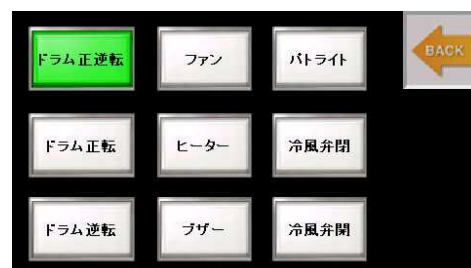 ドラム正逆転
ファン
パトライト
BACK
ドラム正転
ヒーター
冷風弁閉
ドラム逆転
ブザー
冷風弁開